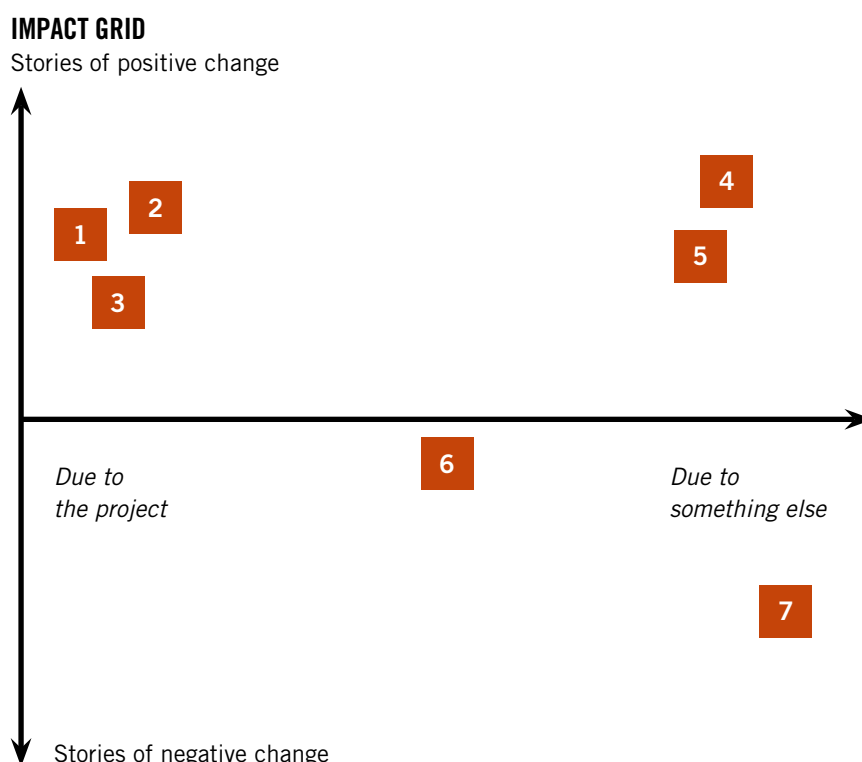 IMPACT GRID
Stories of positive change
4
2
1
5
3
6
Due to
the project
Due to
something else
7
Stories of negative change